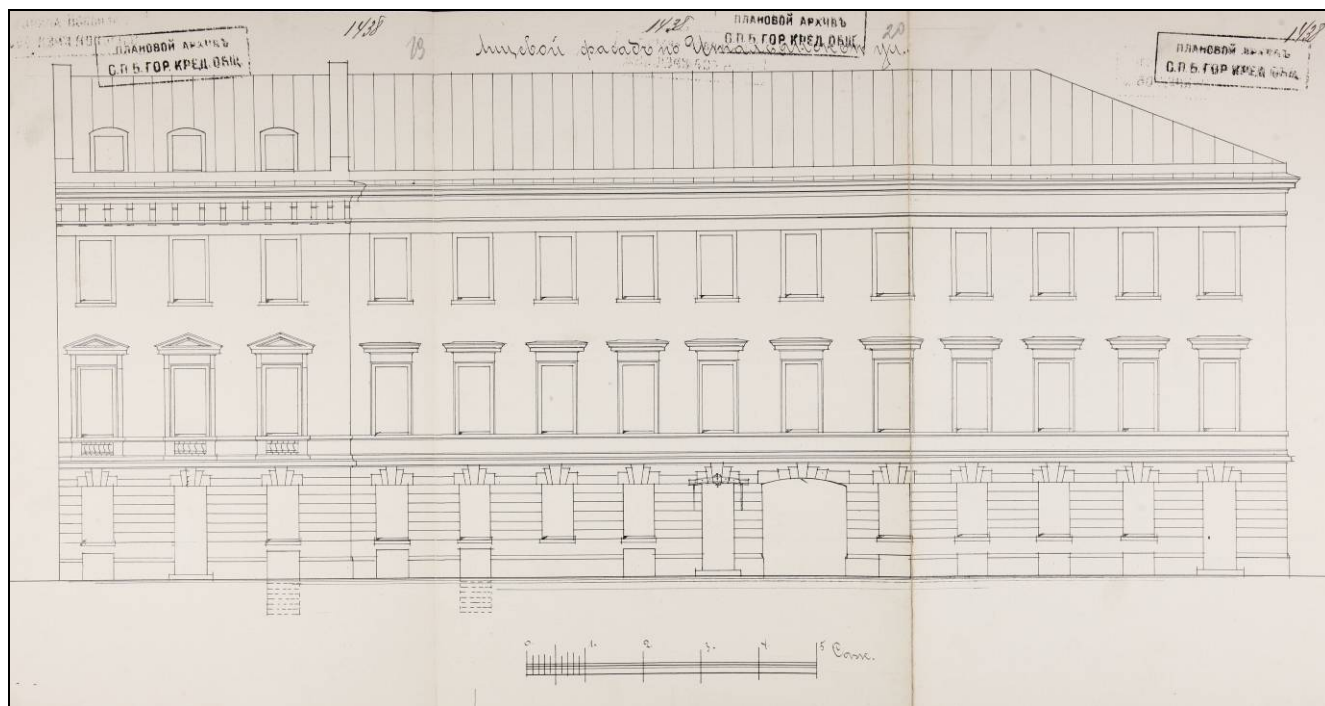 1438
1438
1438
ПЛАНОВОЙ АРХИВЪ
С.П.Б. ГОР. КРЕД. ОБЩ.
ПЛАНОВОЙ АРХИВЪ
С.П.Б. ГОР. КРЕД. ОБЩ.
ПЛАНОВОЙ АРХИВЪ
С.П.Б. ГОР. КРЕД. ОБЩ.
19
20
Лицевой фасадъ по ул.
0. 1. 2. 3. 4. 5 Саж.